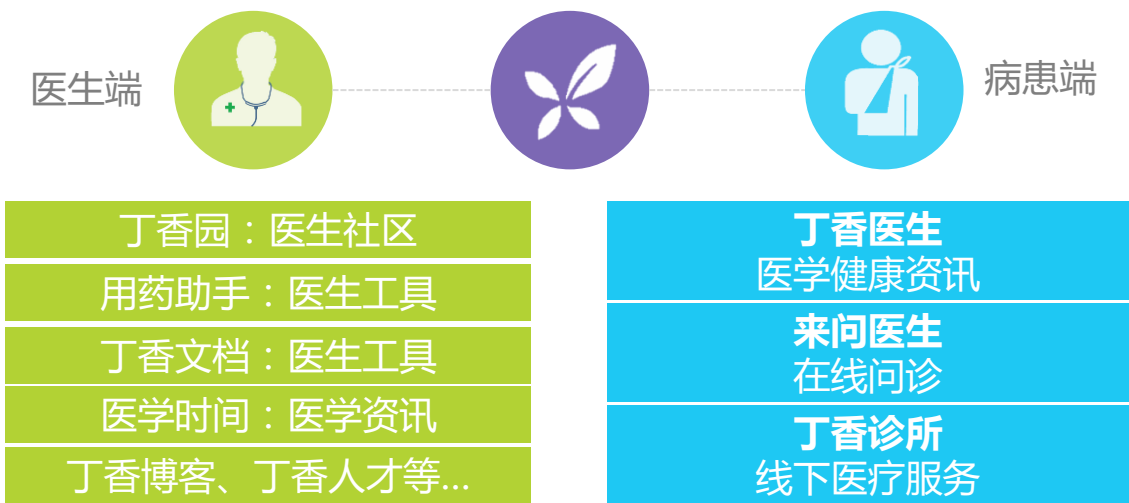 医生端
病患端
丁香园：医生社区
用药助手：医生工具
丁香文档：医生工具
医学时间：医学资讯
丁香博客、丁香人才等...
丁香医生
医学健康资讯
来问医生
在线问诊
丁香诊所
线下医疗服务